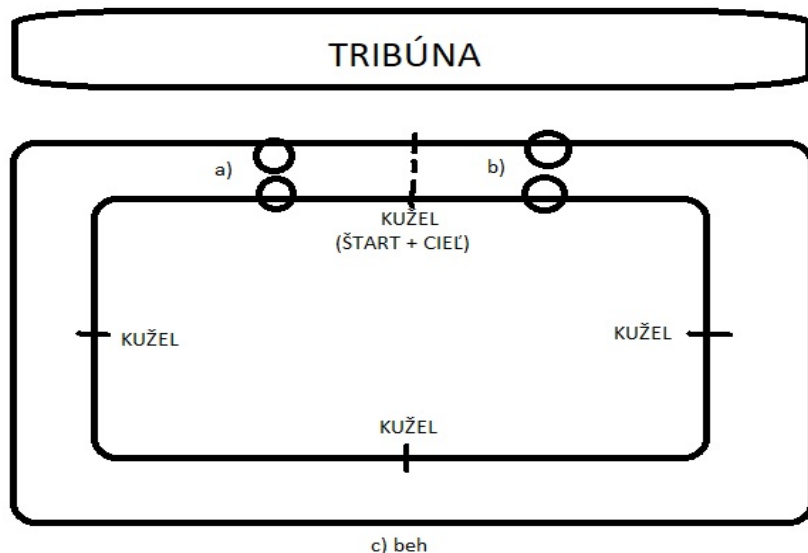 TRIBÚNA
a)
b)
KUŽEL
(ŠTART + CIEĽ)
KUŽEL
KUŽEL
KUŽEL
c) beh